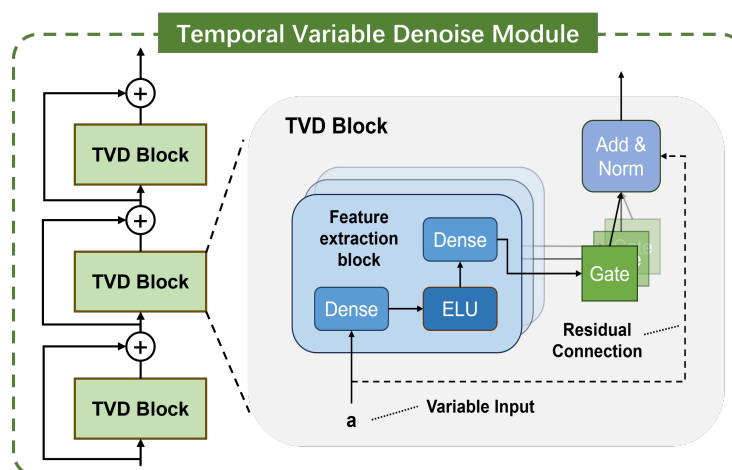 Temporal Variable Denoise Module
+
TVD Block
+
TVD Block
+
TVD Block
TVD Block
Add &
Norm
Feature
extraction
block
Dense
Dense
ELU
Gate
Residual
Connection
Variable Input
a